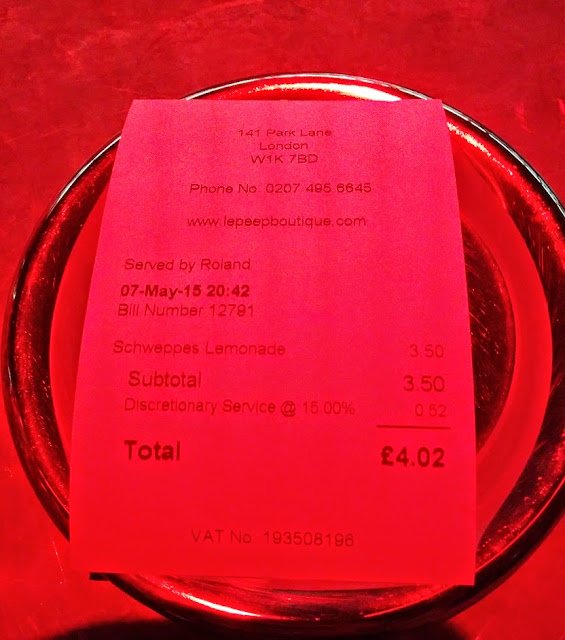 141 Park Lane
London
W1K 7BD
Phone No. 0207 495 6645
www.lepeepboutique.com
Served by Roland
07-May-15 20:42
Bill Number 12791
Schweppes Lemonade 3.50
Subtotal 3.50
Discretionary Service @ 15.00% 0.52
Total £4.02
VAT No. 193508196